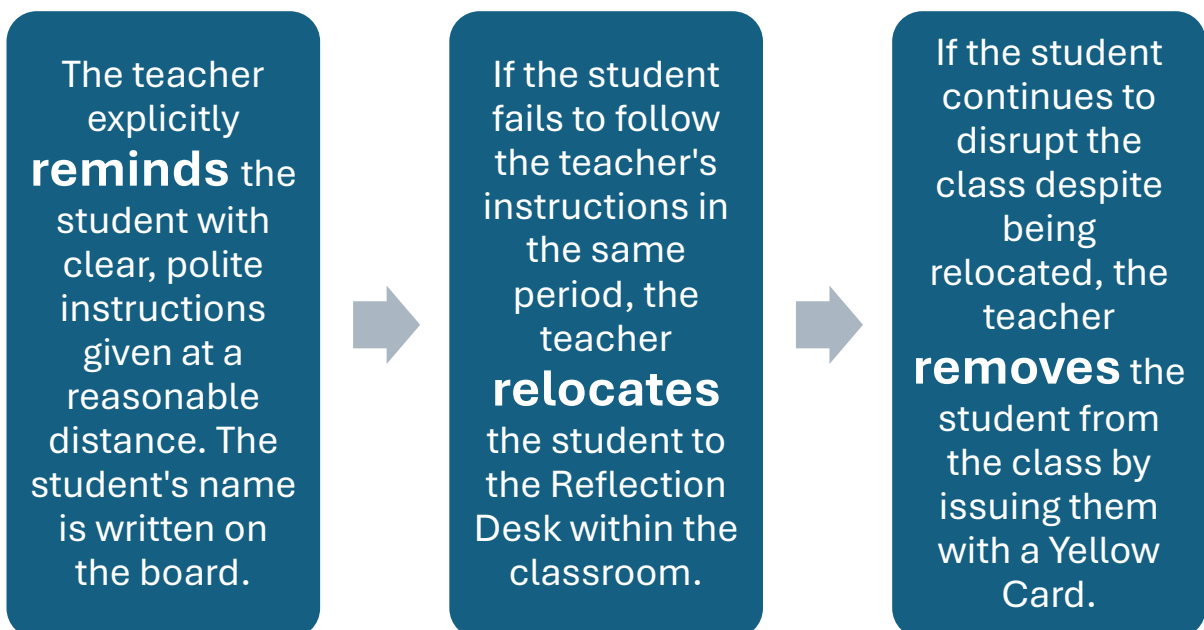 The teacher
explicitly
reminds the
student with
clear, polite
instructions
given at a
reasonable
distance. The
student's name
is written on
the board.
If the student
fails to follow
the teacher's
instructions in
the same
period, the
teacher
relocates
the student to
the Reflection
Desk within the
classroom.
If the student
continues to
disrupt the
class despite
being
relocated, the
teacher
removes the
student from
the class by
issuing them
with a Yellow
Card.